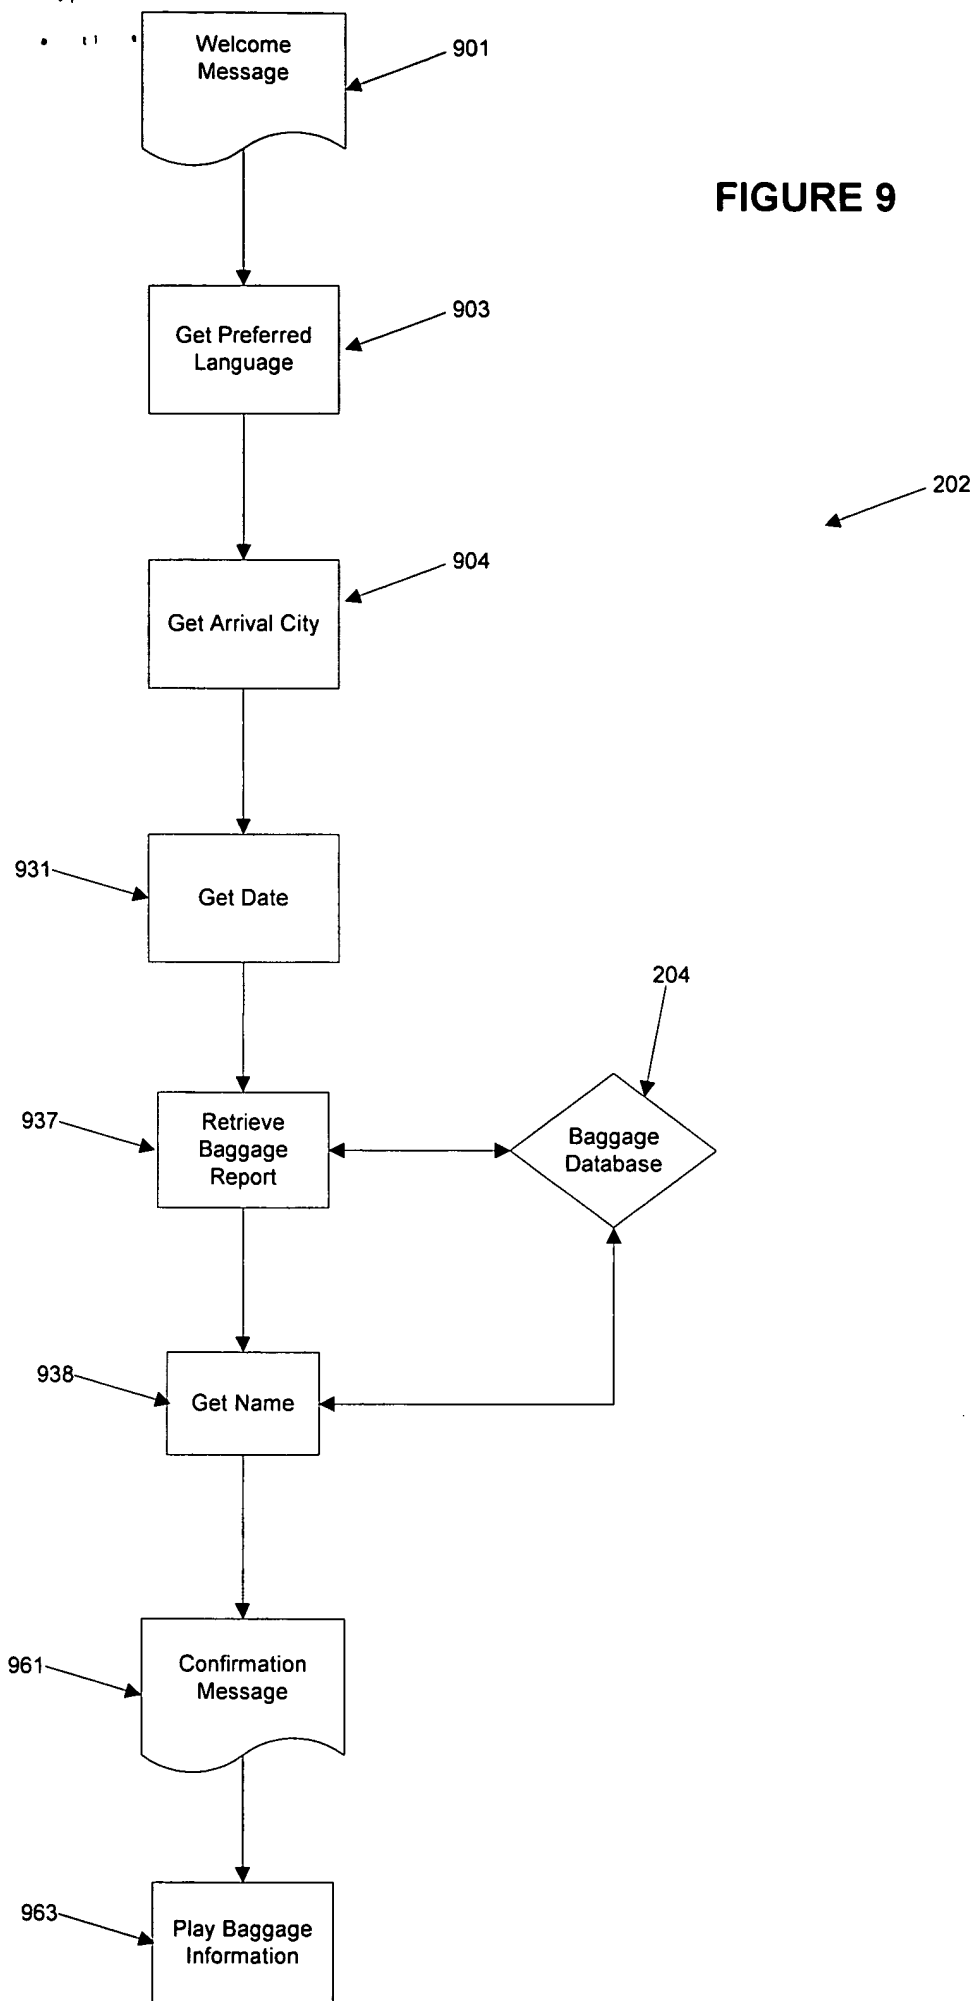 Welcome
Message
901
FIGURE 9
Get Preferred
Language
903
202
Get Arrival City
904
931
Get Date
204
937
Retrieve
Baggage
Report
Baggage
Database
938
Get Name
961
Confirmation
Message
963
Play Baggage
Information